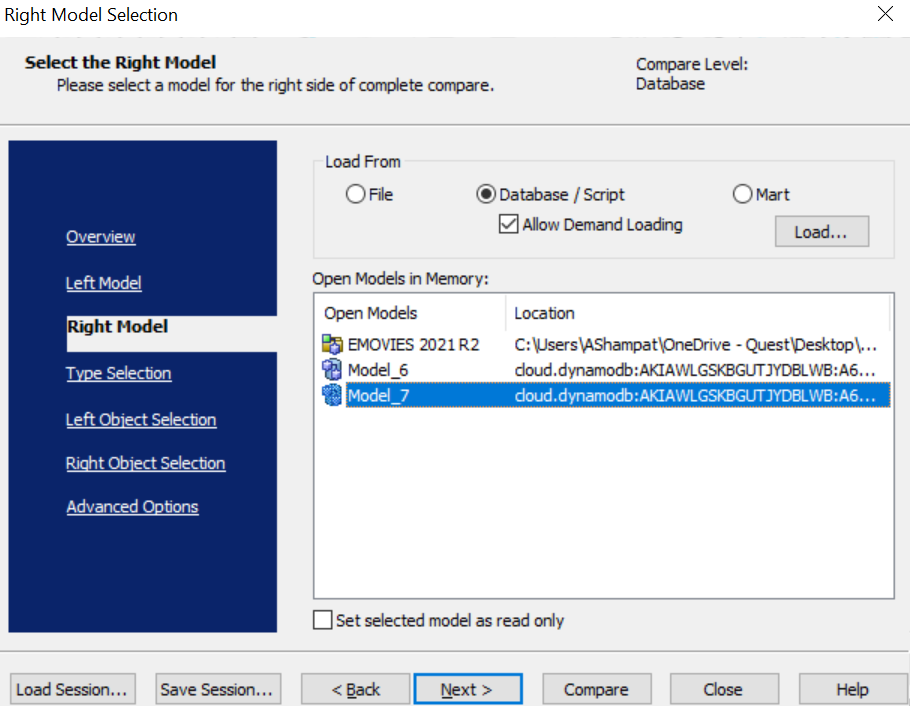 Right Model Selection
Select the Right Model
Please select a model for the right side of complete compare.
Compare Level:
Database
Overview
Left Model
Right Model
Type Selection
Left Object Selection
Right Object Selection
Advanced Options
Load From
File
Database / Script
Mart
Allow Demand Loading
Load...
Open Models in Memory:
Open Models Location
EMOVIES 2021 R2 C:\Users\AShampat\OneDrive - Quest\Desktop\...
Model_6 cloud.dynamodb:AKIAWLGSKBGUTJYDBLWB:A6...
Model_7 cloud.dynamodb:AKIAWLGSKBGUTJYDBLWB:A6...
Set selected model as read only
Load Session... Save Session... < Back Next > Compare Close Help